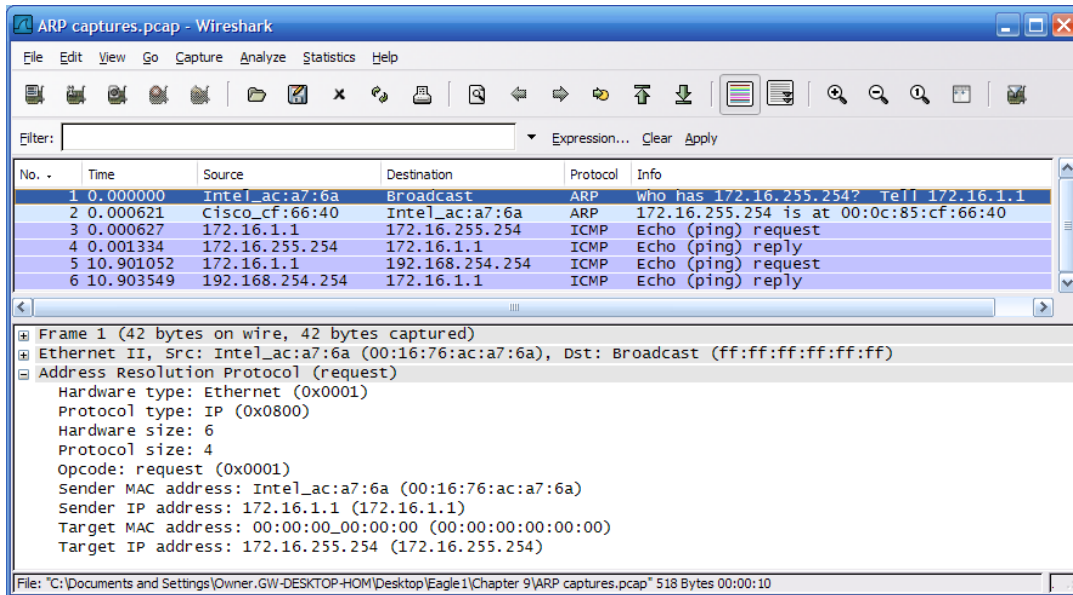 ARP captures.pcap - Wireshark
File Edit View Go Capture Analyze Statistics Help
Filter: Expression... Clear Apply
No. Time Source Destination Protocol Info
1 0.000000 Intel_ac:a7:6a Broadcast ARP Who has 172.16.255.254? Tell 172.16.1.1
2 0.000621 Cisco_cf:66:40 Intel_ac:a7:6a ARP 172.16.255.254 is at 00:0c:85:cf:66:40
3 0.000627 172.16.1.1 172.16.255.254 ICMP Echo (ping) request
4 0.001334 172.16.255.254 172.16.1.1 ICMP Echo (ping) reply
5 10.901052 172.16.1.1 192.168.254.254 ICMP Echo (ping) request
6 10.903549 192.168.254.254 172.16.1.1 ICMP Echo (ping) reply
Frame 1 (42 bytes on wire, 42 bytes captured)
Ethernet II, Src: Intel_ac:a7:6a (00:16:76:ac:a7:6a), Dst: Broadcast (ff:ff:ff:ff:ff:ff)
Address Resolution Protocol (request)
Hardware type: Ethernet (0x0001)
Protocol type: IP (0x0800)
Hardware size: 6
Protocol size: 4
Opcode: request (0x0001)
Sender MAC address: Intel_ac:a7:6a (00:16:76:ac:a7:6a)
Sender IP address: 172.16.1.1 (172.16.1.1)
Target MAC address: 00:00:00_00:00:00 (00:00:00:00:00:00)
Target IP address: 172.16.255.254 (172.16.255.254)
File: "C:\Documents and Settings\Owner.GW-DESKTOP-HOM\Desktop\Eagle1\Chapter 9\ARP captures.pcap" 518 Bytes 00:00:10